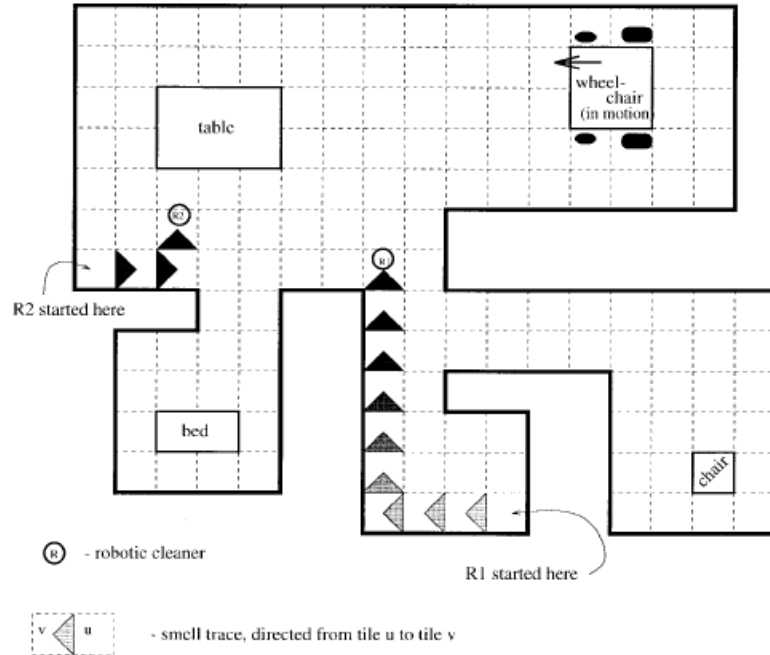 wheel-
chair
(in motion)
table
R2
R1
R2 started here
bed
chair
R - robotic cleaner
R1 started here
v u - smell trace, directed from tile u to tile v